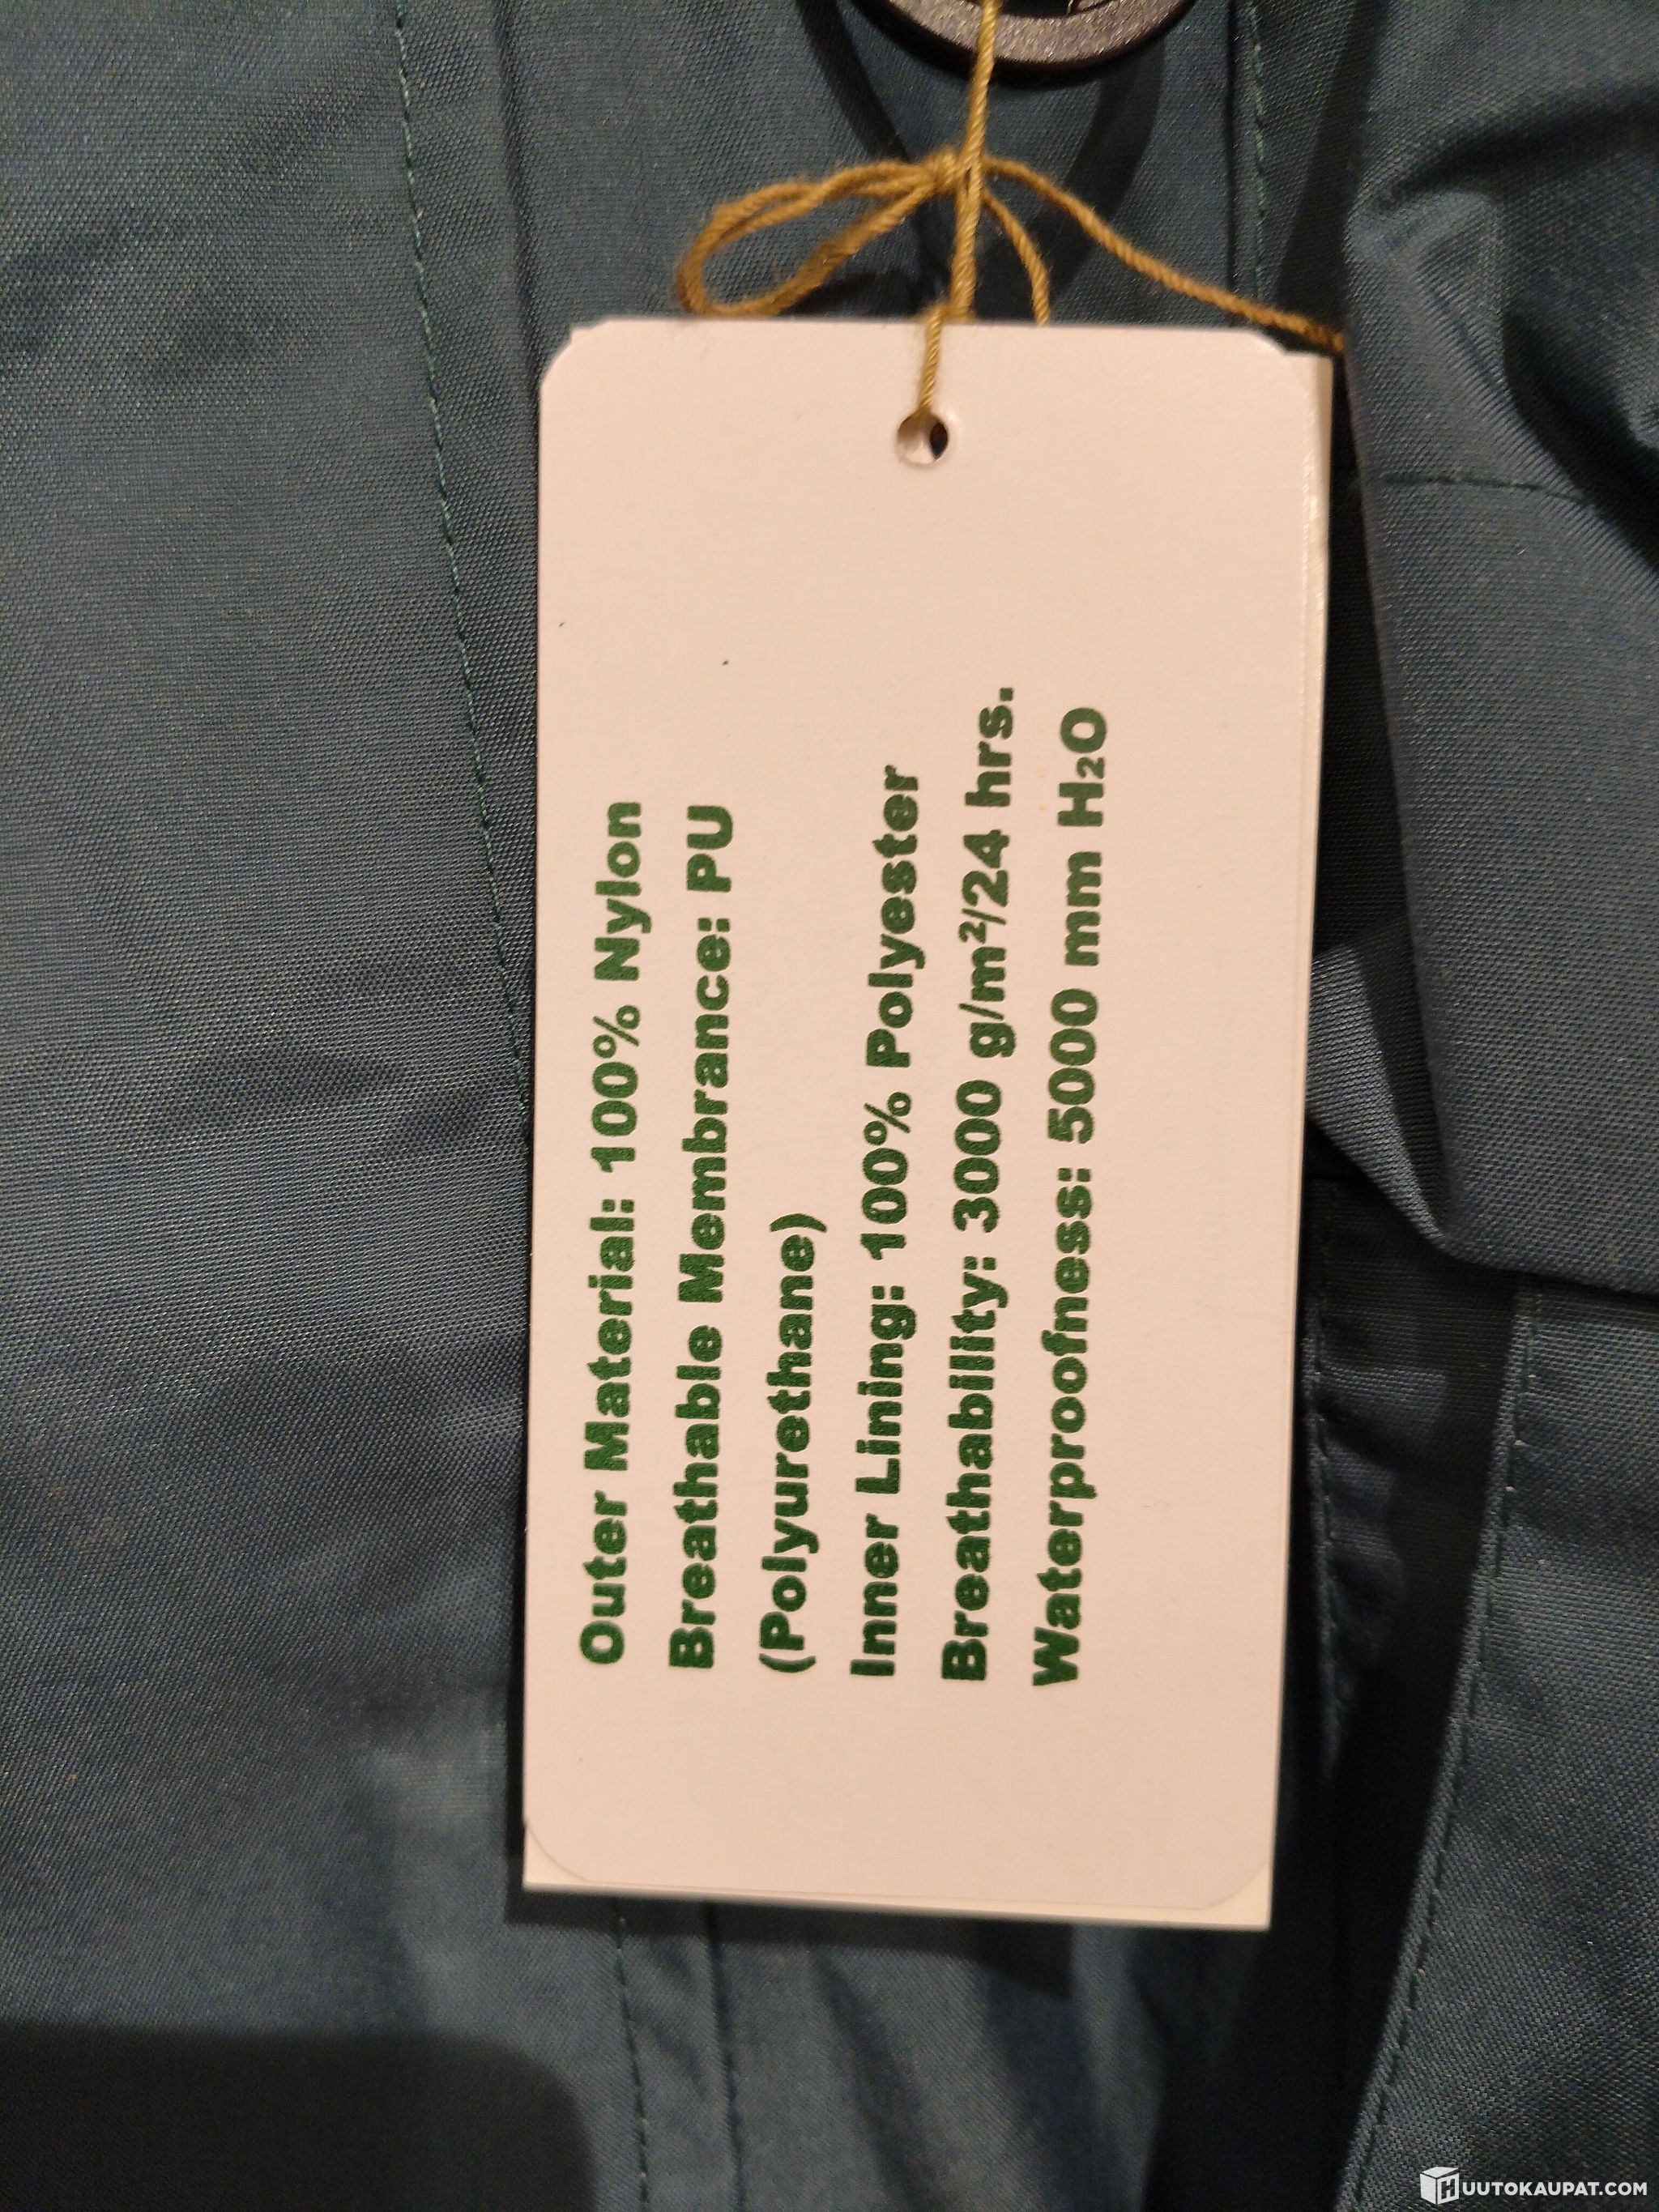 Outer Material: 100% Nylon
Breathable Membrance: PU
(Polyurethane)
Inner Lining: 100% Polyester
Breathability: 3000 g/m²/24 hrs.
Waterproofness: 5000 mm H₂O
HUUTOKAUPAT.COM